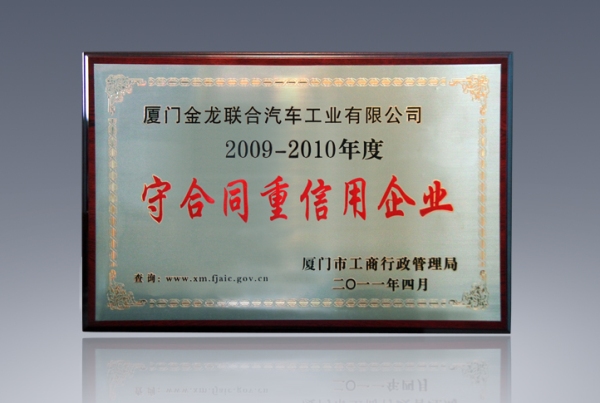 厦门金龙联合汽车工业有限公司
2009-2010年度
守合同重信用企业
厦门市工商行政管理局
查询：www.xm.fjaic.gov.cn
二〇一一年四月